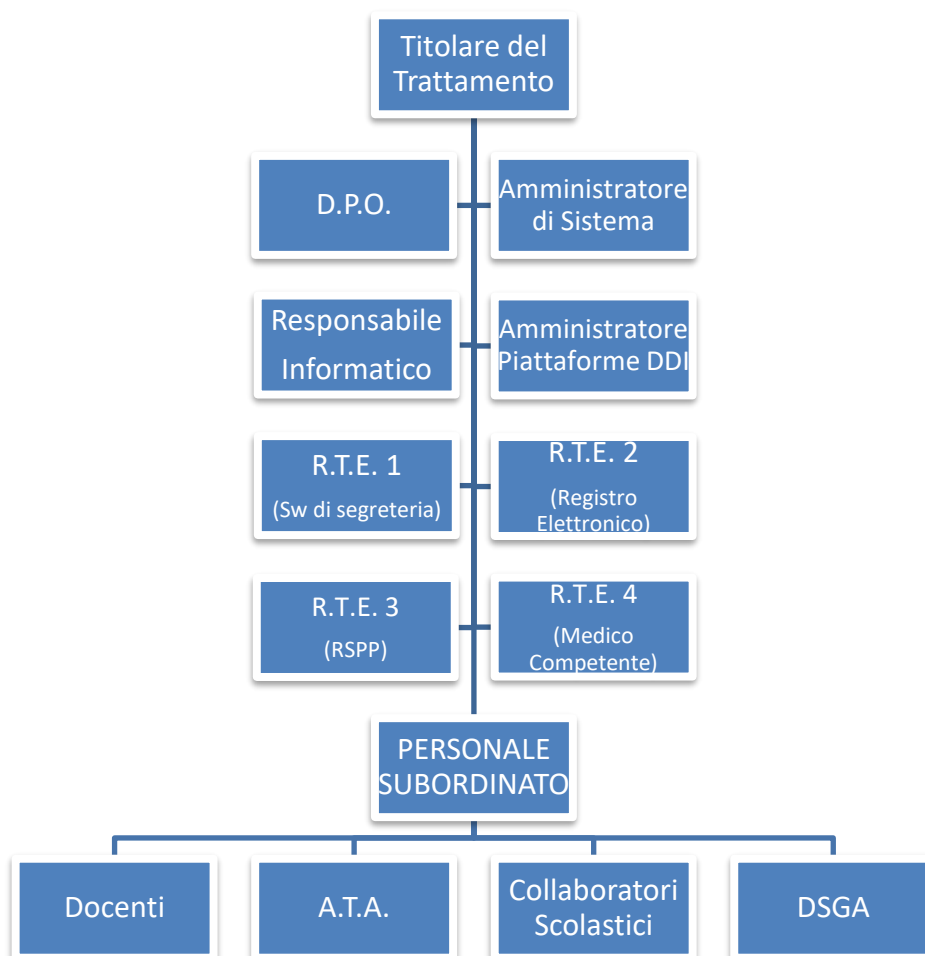 Titolare del
Trattamento
D.P.O.
Amministratore
di Sistema
Responsabile
Informatico
Amministratore
Piattaforme DDI
R.T.E. 1
(Sw di segreteria)
R.T.E. 2
(Registro
Elettronico)
R.T.E. 3
(RSPP)
R.T.E. 4
(Medico
Competente)
PERSONALE
SUBORDINATO
Docenti
A.T.A.
Collaboratori
Scolastici
DSGA